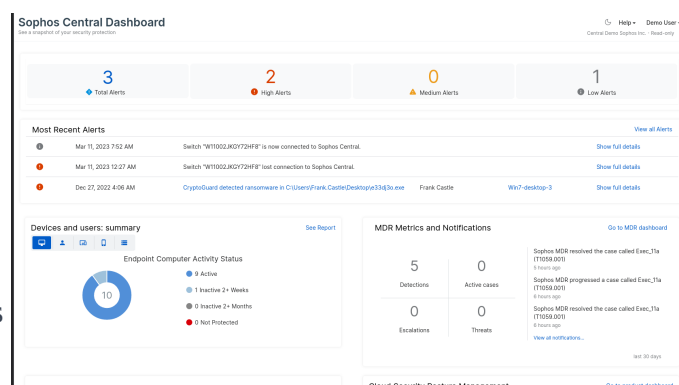 Sophos Central Dashboard
See a snapshot of your security protection
Help
Demo User
Central Demo Sophos Inc. · Read-only
3
Total Alerts
2
High Alerts
0
Medium Alerts
1
Low Alerts
Most Recent Alerts
View all Alerts
Mar 11, 2023 7:52 AM Switch "W11002JKGY72HF8" is now connected to Sophos Central. Show full details
Mar 11, 2023 12:27 AM Switch "W11002JKGY72HF8" lost connection to Sophos Central. Show full details
Dec 27, 2022 4:06 AM CryptoGuard detected ransomware in C:\Users\Frank.Castle\Desktop\e33dj3o.exe Frank Castle Win7-desktop-3 Show full details
Devices and users: summary
See Report
Endpoint Computer Activity Status
10
9 Active
1 Inactive 2+ Weeks
0 Inactive 2+ Months
0 Not Protected
MDR Metrics and Notifications
Go to MDR dashboard
5
Detections
0
Active cases
0
Escalations
0
Threats
Sophos MDR resolved the case called Exec_11a
(T1059.001)
5 hours ago
Sophos MDR progressed a case called Exec_11a
(T1059.001)
6 hours ago
Sophos MDR resolved the case called Exec_11a
(T1059.001)
6 hours ago
View all notifications...
last 30 days